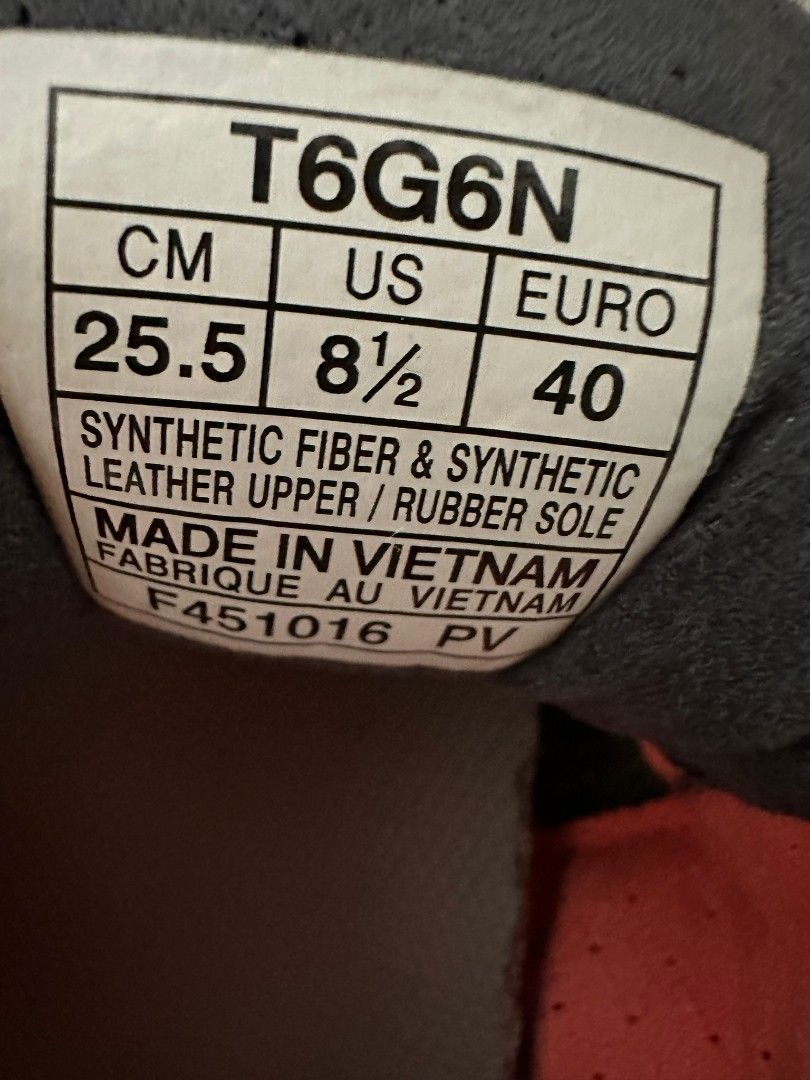 T6G6N
CM US EURO
25.5 8½ 40
SYNTHETIC FIBER & SYNTHETIC
LEATHER UPPER / RUBBER SOLE
MADE IN VIETNAM
FABRIQUE AU VIETNAM
F451016 PV